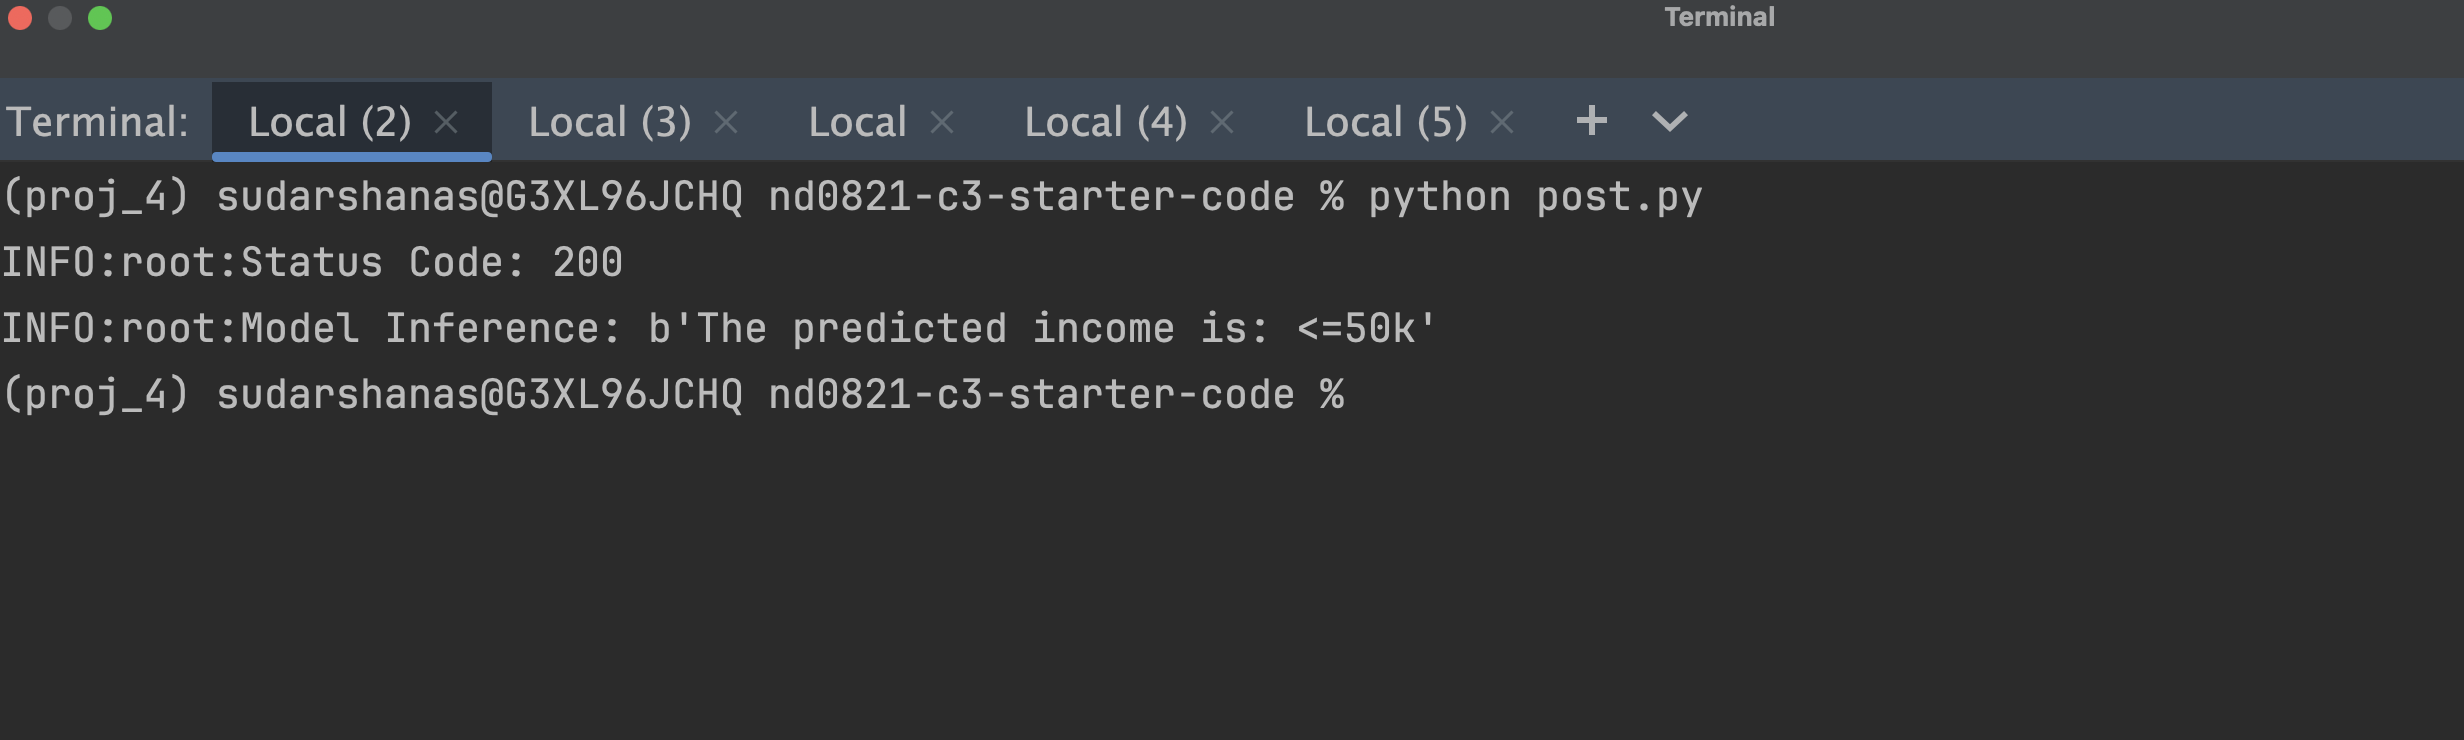 Terminal
Terminal: Local (2) Local (3) Local Local (4) Local (5)
(proj_4) sudarshanas@G3XL96JCHQ nd0821-c3-starter-code % python post.py
INFO:root:Status Code: 200
INFO:root:Model Inference: b'The predicted income is: <=50k'
(proj_4) sudarshanas@G3XL96JCHQ nd0821-c3-starter-code %